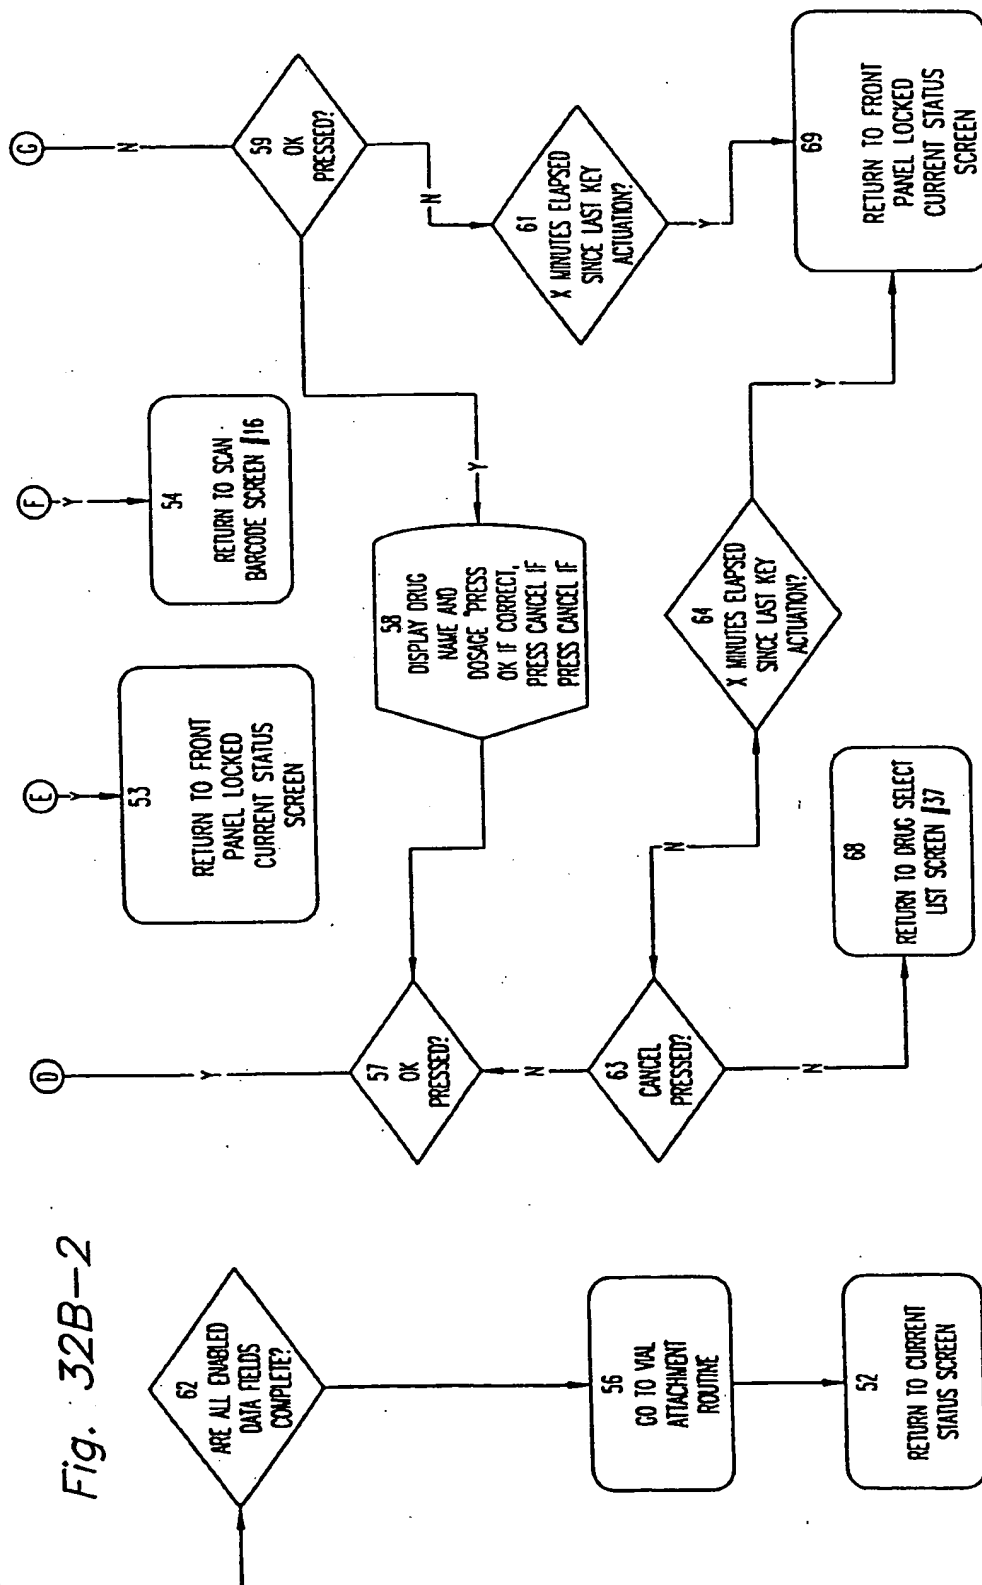 Fig. 32B-2
62
ARE ALL ENABLED
DATA FIELDS
COMPLETE?
56
GO TO VIAL
ATTACHMENT
ROUTINE
52
RETURN TO CURRENT
STATUS SCREEN
D
Y
57
OK
PRESSED?
N
63
CANCEL
PRESSED?
N
N
68
RETURN TO DRUG SELECT
LIST SCREEN /37
E
Y
53
RETURN TO FRONT
PANEL LOCKED
CURRENT STATUS
SCREEN
F
Y
54
RETURN TO SCAN
BARCODE SCREEN /16
58
DISPLAY DRUG
NAME AND
DOSAGE "PRESS
OK IF CORRECT,
PRESS CANCEL IF
PRESS CANCEL IF
Y
64
X MINUTES ELAPSED
SINCE LAST KEY
ACTUATION?
Y
G
N
59
OK
PRESSED?
N
61
X MINUTES ELAPSED
SINCE LAST KEY
ACTUATION?
Y
69
RETURN TO FRONT
PANEL LOCKED
CURRENT STATUS
SCREEN